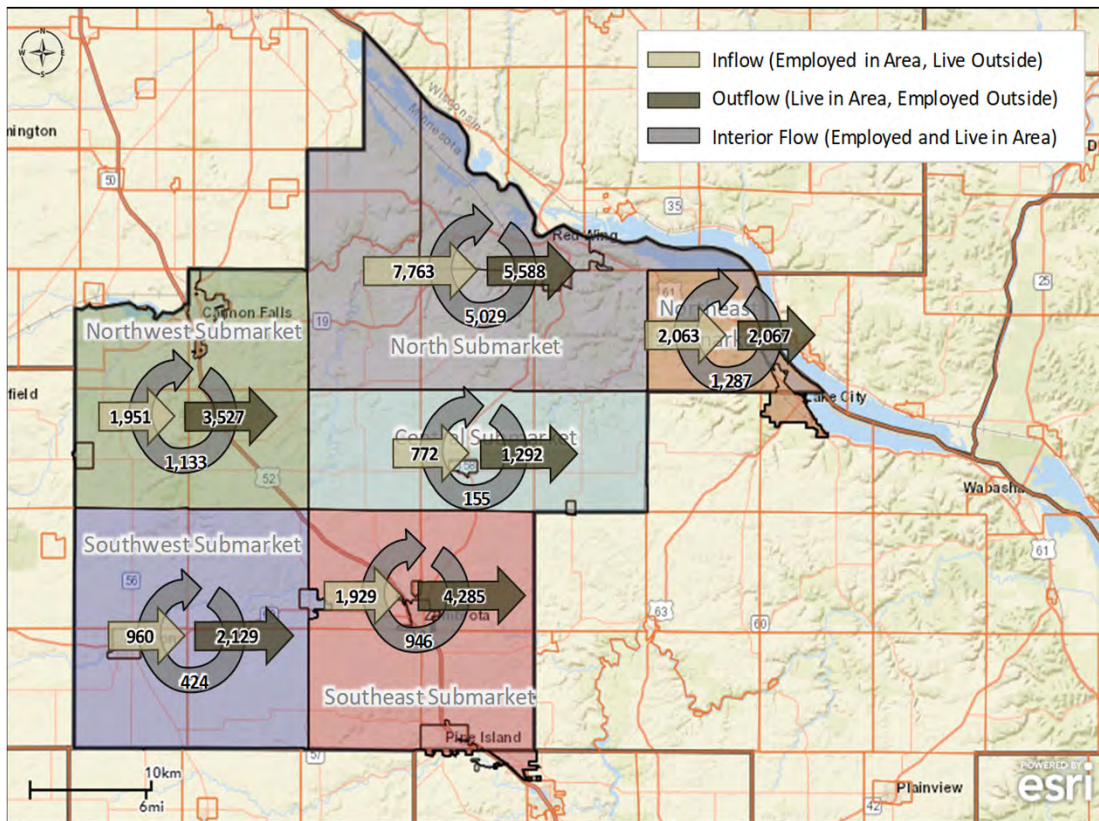 N
W
E
S
Inflow (Employed in Area, Live Outside)
Outflow (Live in Area, Employed Outside)
Interior Flow (Employed and Live in Area)
mington
50
Wisconsin
Minnesota
35
25
Red Wing
7,763
5,588
5,029
61
Cannon Falls
19
Northwest Submarket
North Submarket
2,063
2,067
1,287
Lake City
field
1,951
3,527
1,133
52
772
1,292
58
155
Wabasha
61
Southwest Submarket
56
1,929
4,285
946
63
60
960
2,129
424
Southeast Submarket
Pine Island
57
10km
6mi
Plainview
42
POWERED BY
esri